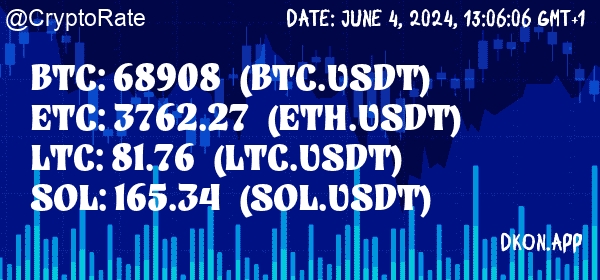 @CryptoRate
DATE: JUNE 4, 2024, 13:06:06 GMT+1
BTC: 68908 (BTC.USDT)
ETC: 3762.27 (ETH.USDT)
LTC: 81.76 (LTC.USDT)
SOL: 165.34 (SOL.USDT)
DKON.APP